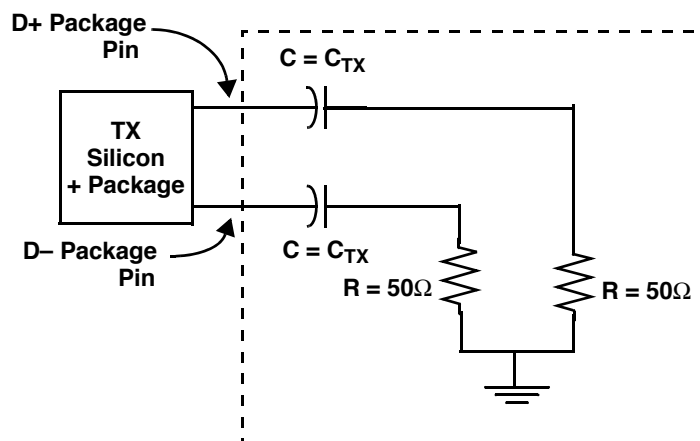 D+ Package
Pin
C = CTX
TX
Silicon
+ Package
D– Package
Pin
C = CTX
R = 50Ω
R = 50Ω